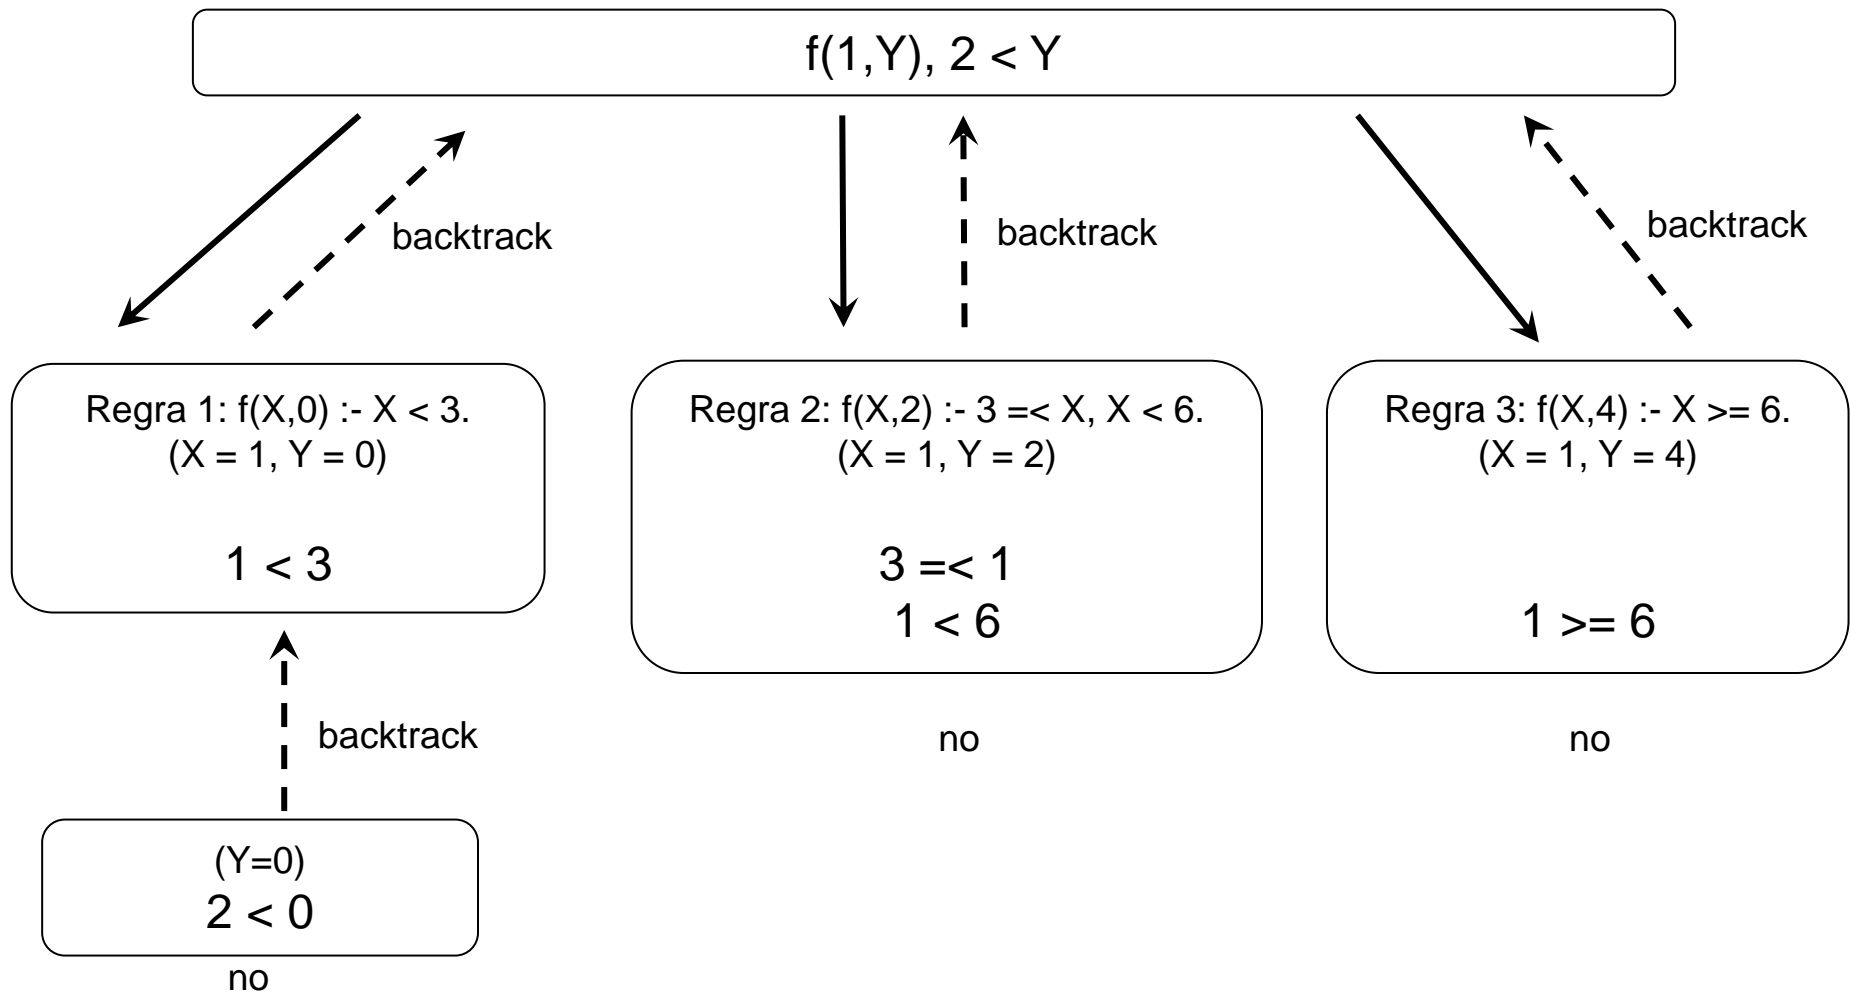 f(1,Y), 2 < Y
backtrack
backtrack
backtrack
Regra 1: f(X,0) :- X < 3.
(X = 1, Y = 0)
1 < 3
Regra 2: f(X,2) :- 3 =< X, X < 6.
(X = 1, Y = 2)
3 =< 1
1 < 6
Regra 3: f(X,4) :- X >= 6.
(X = 1, Y = 4)
1 >= 6
backtrack
no
no
(Y=0)
2 < 0
no